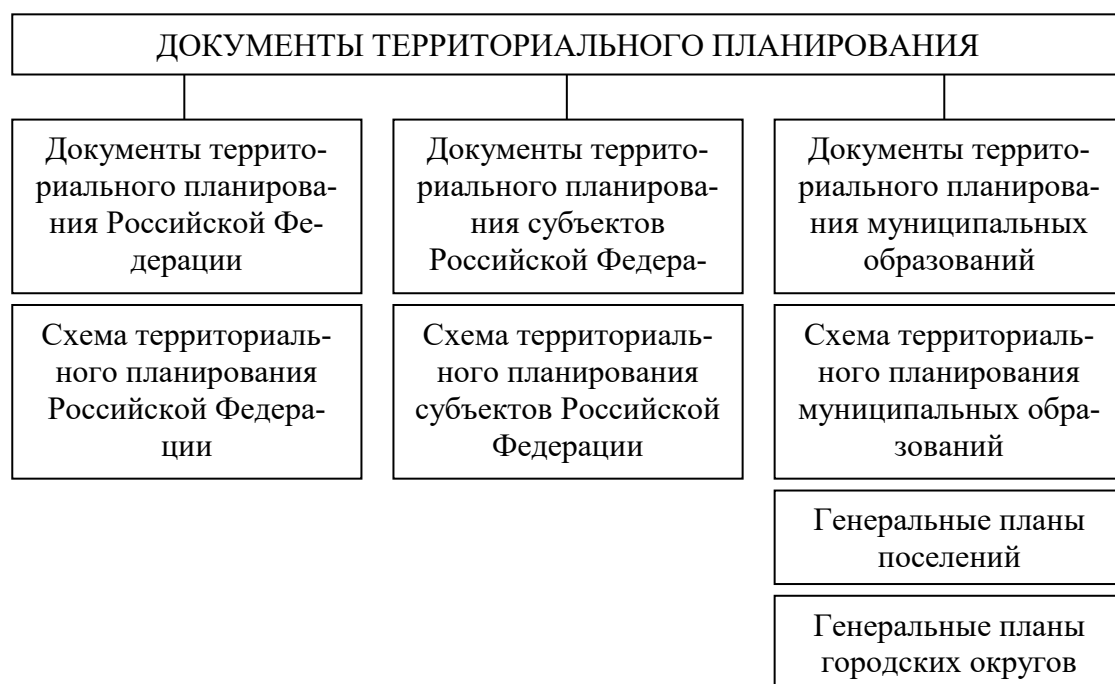 ДОКУМЕНТЫ ТЕРРИТОРИАЛЬНОГО ПЛАНИРОВАНИЯ
Документы террито-
риального планирова-
ния Российской Фе-
дерации
Документы террито-
риального планирова-
ния субъектов
Российской Федера-
Документы террито-
риального планирова-
ния муниципальных
образований
Схема территориаль-
ного планирования
Российской Федера-
ции
Схема территориаль-
ного планирования
субъектов Российской
Федерации
Схема территориаль-
ного планирования
муниципальных обра-
зований
Генеральные планы
поселений
Генеральные планы
городских округов